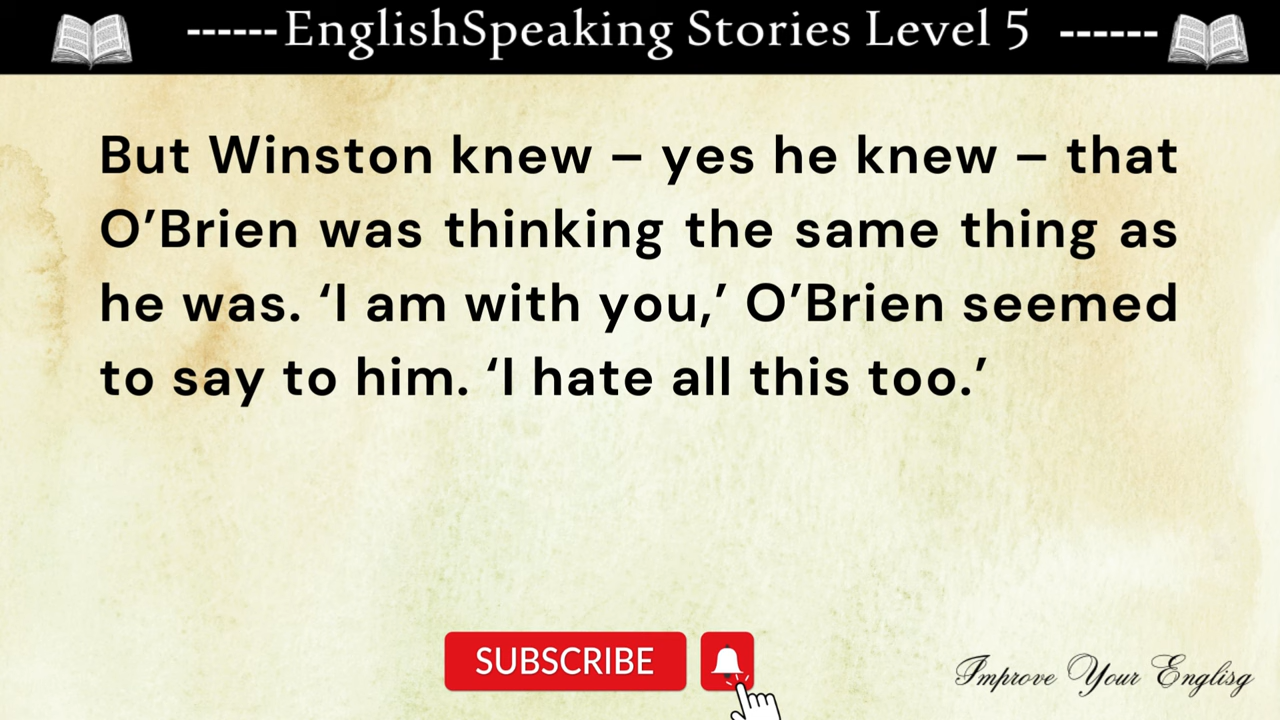 ------EnglishSpeaking Stories Level 5 ------
But Winston knew – yes he knew – that
O’Brien was thinking the same thing as
he was. ‘I am with you,’ O’Brien seemed
to say to him. ‘I hate all this too.’
SUBSCRIBE
Improve Your Englisg